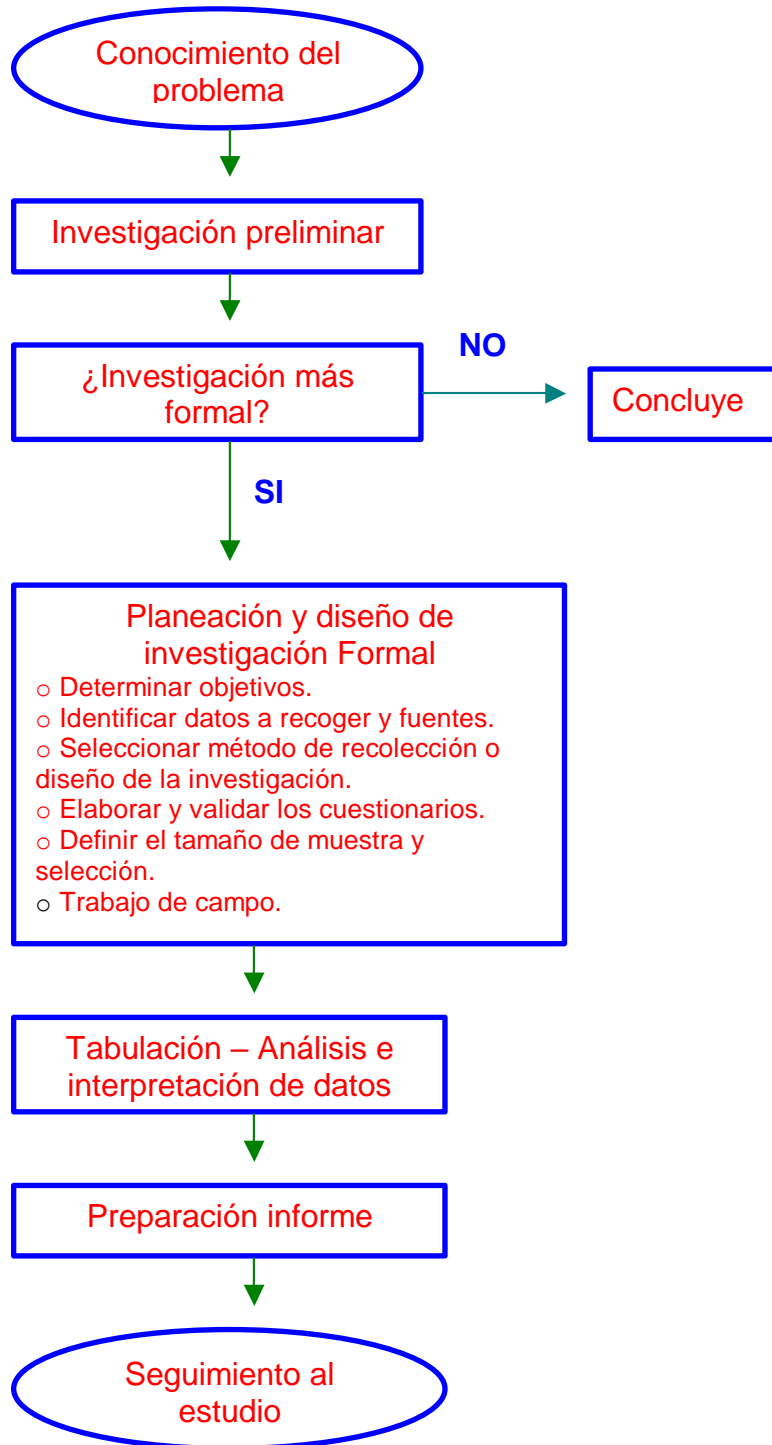 Conocimiento del
problema
Investigación preliminar
¿Investigación más
formal?
NO
Concluye
SI
Planeación y diseño de
investigación Formal
○ Determinar objetivos.
○ Identificar datos a recoger y fuentes.
○ Seleccionar método de recolección o
diseño de la investigación.
○ Elaborar y validar los cuestionarios.
○ Definir el tamaño de muestra y
selección.
○ Trabajo de campo.
Tabulación – Análisis e
interpretación de datos
Preparación informe
Seguimiento al
estudio